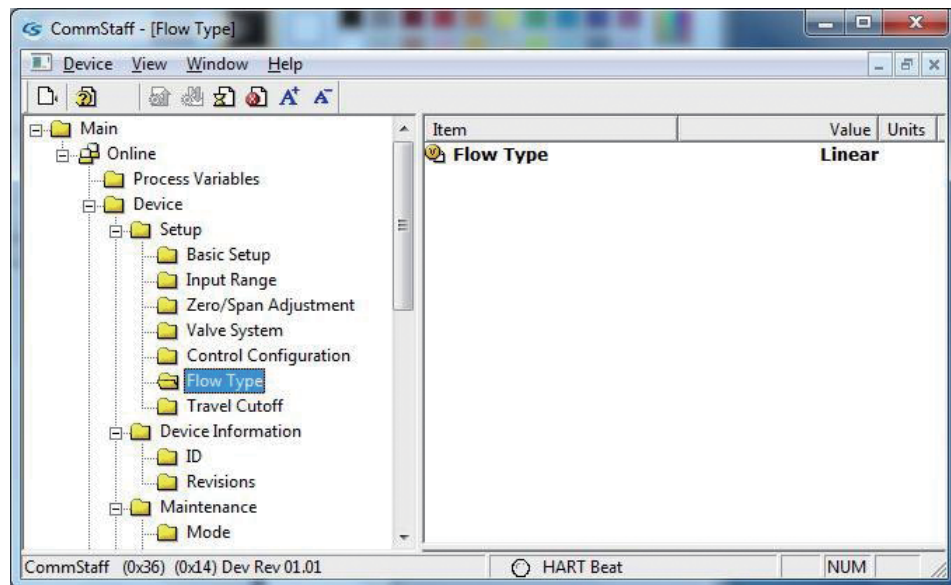 CommStaff - [Flow Type]
Device View Window Help
Main
Online
Process Variables
Device
Setup
Basic Setup
Input Range
Zero/Span Adjustment
Valve System
Control Configuration
Flow Type
Travel Cutoff
Device Information
ID
Revisions
Maintenance
Mode
Item Value Units
Flow Type Linear
CommStaff (0x36) (0x14) Dev Rev 01.01 HART Beat NUM